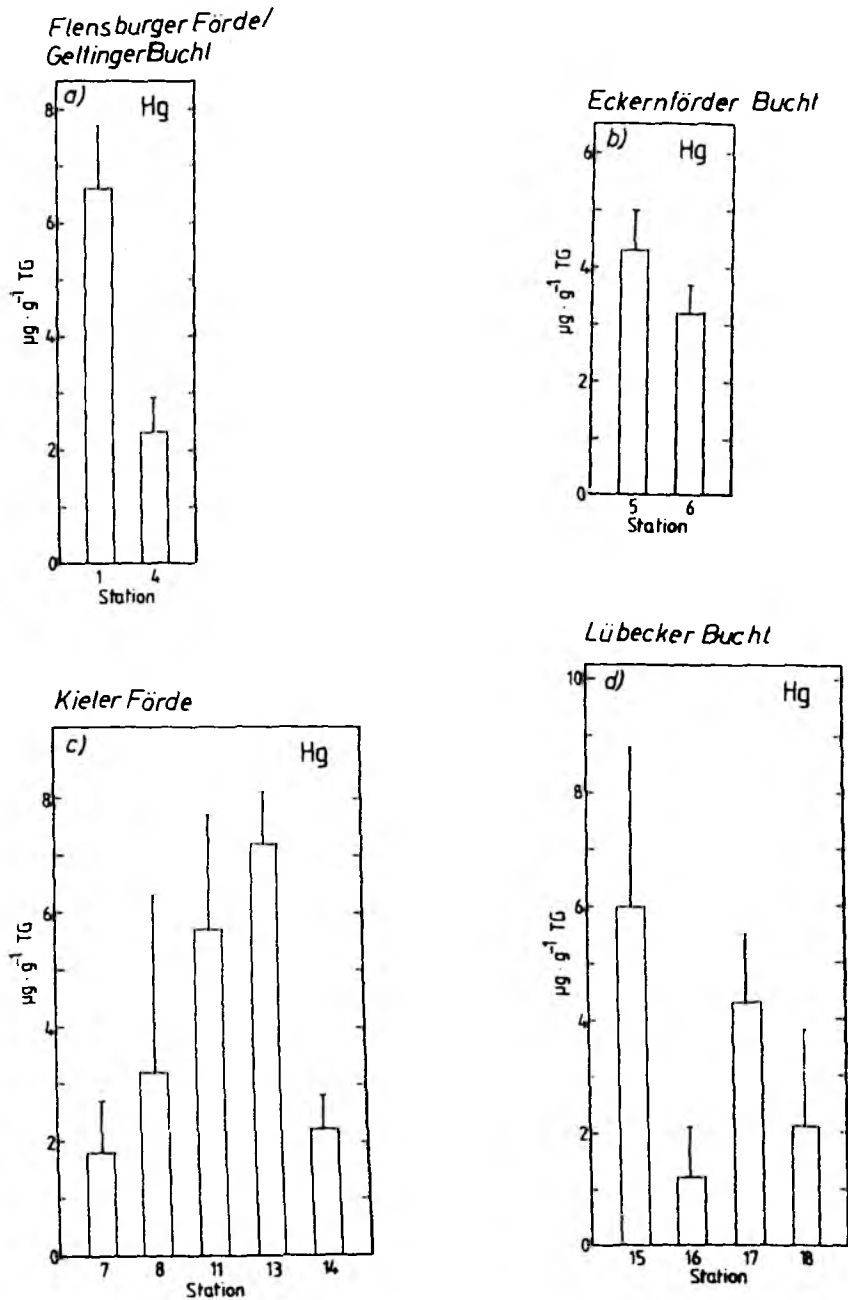 Flensburger Förde/
Geltinger Bucht
a) Hg
8
6
4
2
0
µg · g⁻¹ TG
1 4
Station
Eckernförder Bucht
b) Hg
6
4
2
0
µg · g⁻¹ TG
5 6
Station
Kieler Förde
c) Hg
8
6
4
2
0
µg · g⁻¹ TG
7 8 11 13 14
Station
Lübecker Bucht
d) Hg
10
8
6
4
2
0
µg · g⁻¹ TG
15 16 17 18
Station